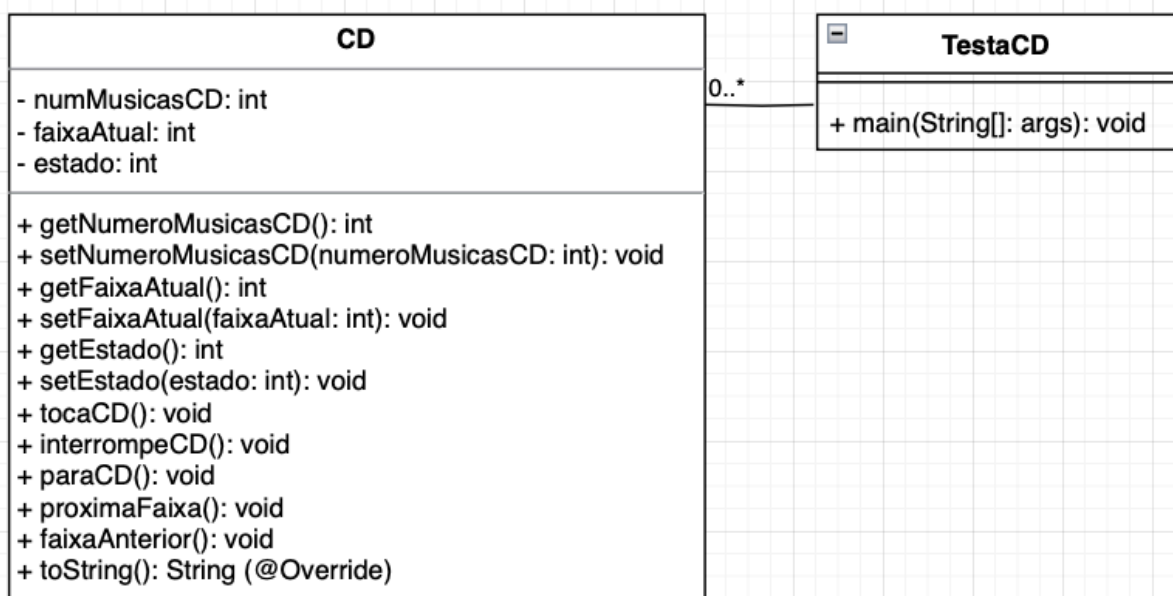 CD
- numMusicasCD: int
- faixaAtual: int
- estado: int
+ getNumeroMusicasCD(): int
+ setNumeroMusicasCD(numeroMusicasCD: int): void
+ getFaixaAtual(): int
+ setFaixaAtual(faixaAtual: int): void
+ getEstado(): int
+ setEstado(estado: int): void
+ tocaCD(): void
+ interrompeCD(): void
+ paraCD(): void
+ proximaFaixa(): void
+ faixaAnterior(): void
+ toString(): String (@Override)
0..*
TestaCD
+ main(String[]: args): void